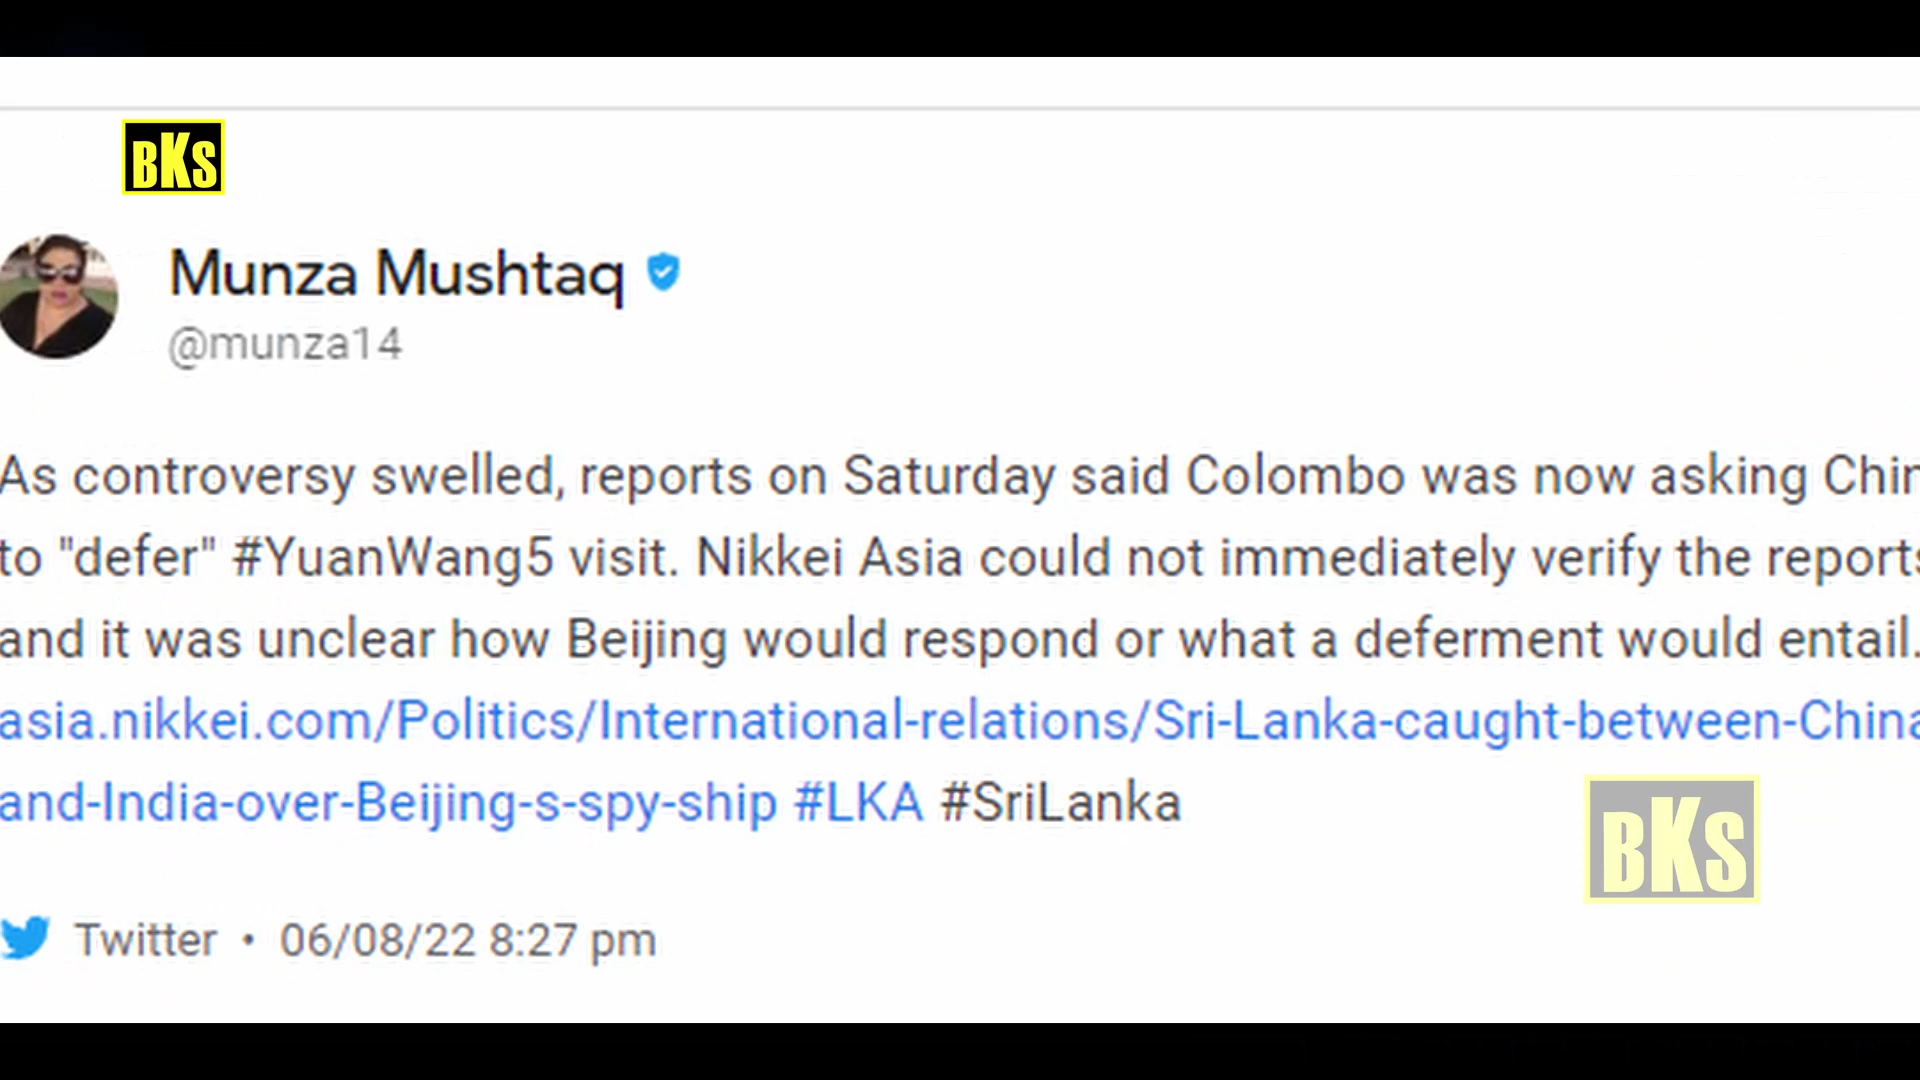 BKS
Munza Mushtaq
@munza14
As controversy swelled, reports on Saturday said Colombo was now asking Chin
to "defer" #YuanWang5 visit. Nikkei Asia could not immediately verify the reports
and it was unclear how Beijing would respond or what a deferment would entail.
asia.nikkei.com/Politics/International-relations/Sri-Lanka-caught-between-China
and-India-over-Beijing-s-spy-ship #LKA #SriLanka
BKS
Twitter • 06/08/22 8:27 pm